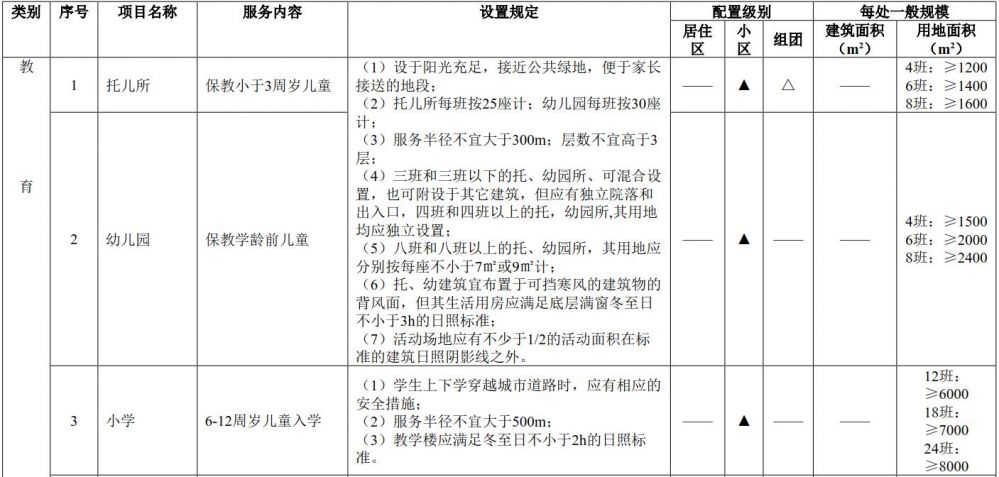 类别 序号 项目名称 服务内容 设置规定 配置级别 每处一般规模
居住区 小区 组团 建筑面积（m²） 用地面积（m²）
教育
1 托儿所 保教小于3周岁儿童
（1）设于阳光充足，接近公共绿地，便于家长
接送的地段；
（2）托儿所每班按25座计；幼儿园每班按30座
计；
（3）服务半径不宜大于300m；层数不宜高于3
层；
（4）三班和三班以下的托、幼园所、可混合设
置，也可附设于其它建筑，但应有独立院落和
出入口，四班和四班以上的托，幼园所,其用地
均应独立设置；
（5）八班和八班以上的托、幼园所，其用地应
分别按每座不小于7㎡或9㎡计；
（6）托、幼建筑宜布置于可挡寒风的建筑物的
背风面，但其生活用房应满足底层满窗冬至日
不小于3h的日照标准；
（7）活动场地应有不少于1/2的活动面积在标
准的建筑日照阴影线之外。
—— ▲ △ ——
4班：≥1200
6班：≥1400
8班：≥1600
2 幼儿园 保教学龄前儿童
—— ▲ —— ——
4班：≥1500
6班：≥2000
8班：≥2400
3 小学 6-12周岁儿童入学
（1）学生上下学穿越城市道路时，应有相应的
安全措施；
（2）服务半径不宜大于500m；
（3）教学楼应满足冬至日不小于2h的日照标
准。
—— ▲ —— ——
12班：
≥6000
18班：
≥7000
24班：
≥8000